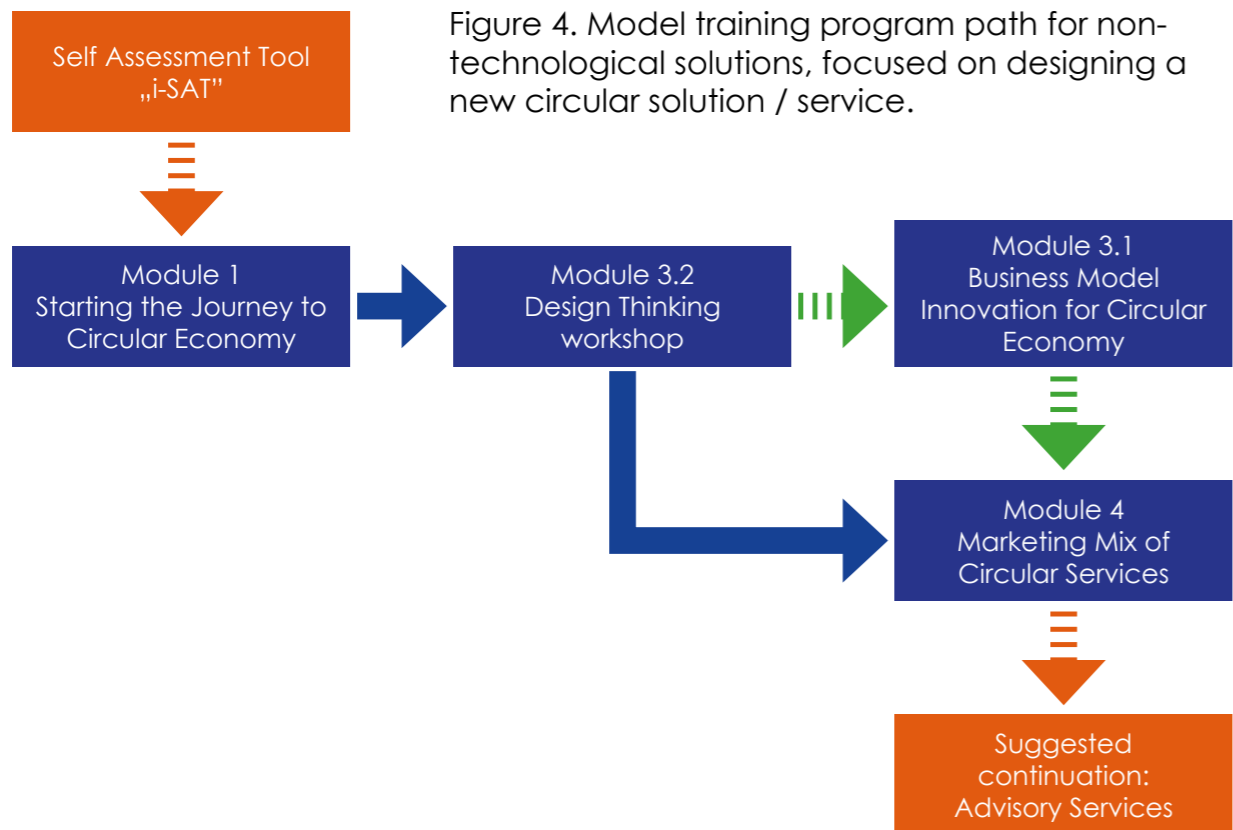 Self Assessment Tool
„i-SAT”
Figure 4. Model training program path for non-
technological solutions, focused on designing a
new circular solution / service.
Module 1
Starting the Journey to
Circular Economy
Module 3.2
Design Thinking
workshop
Module 3.1
Business Model
Innovation for Circular
Economy
Module 4
Marketing Mix of
Circular Services
Suggested
continuation:
Advisory Services